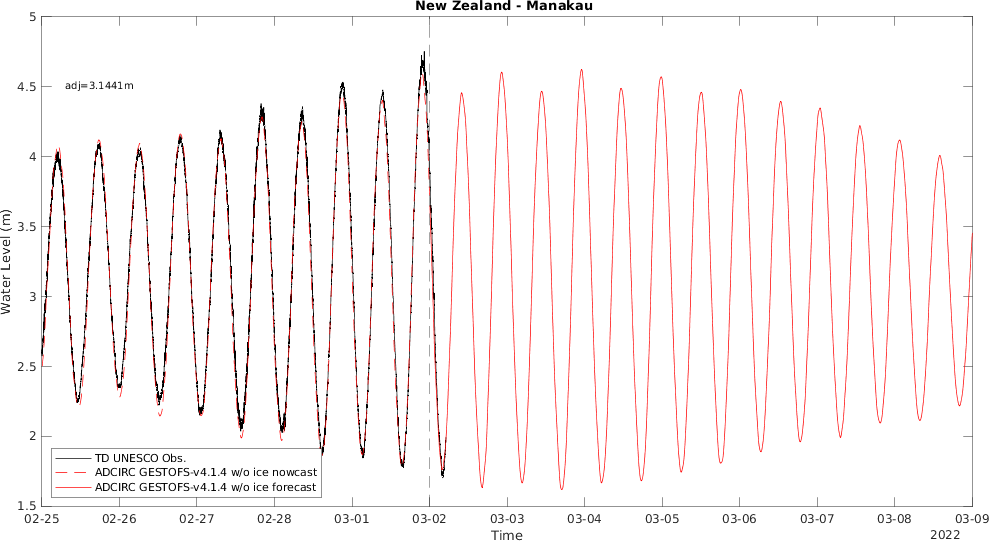 New Zealand - Manakau
adj=3.1441m
Water Level (m)
5
4.5
4
3.5
3
2.5
2
1.5
TD UNESCO Obs.
ADCIRC GESTOFS-v4.1.4 w/o ice nowcast
ADCIRC GESTOFS-v4.1.4 w/o ice forecast
02-25 02-26 02-27 02-28 03-01 03-02 03-03 03-04 03-05 03-06 03-07 03-08 03-09
Time
2022